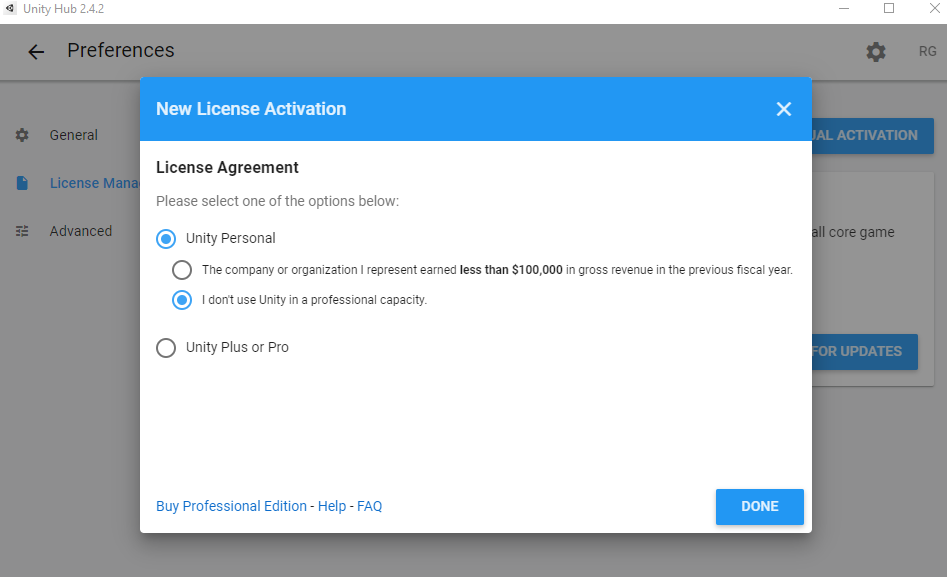 Unity Hub 2.4.2
Preferences
RG
New License Activation
General
UAL ACTIVATION
License Agreement
License Mana
Please select one of the options below:
Advanced
Unity Personal
all core game
The company or organization I represent earned less than $100,000 in gross revenue in the previous fiscal year.
I don't use Unity in a professional capacity.
Unity Plus or Pro
FOR UPDATES
Buy Professional Edition - Help - FAQ
DONE